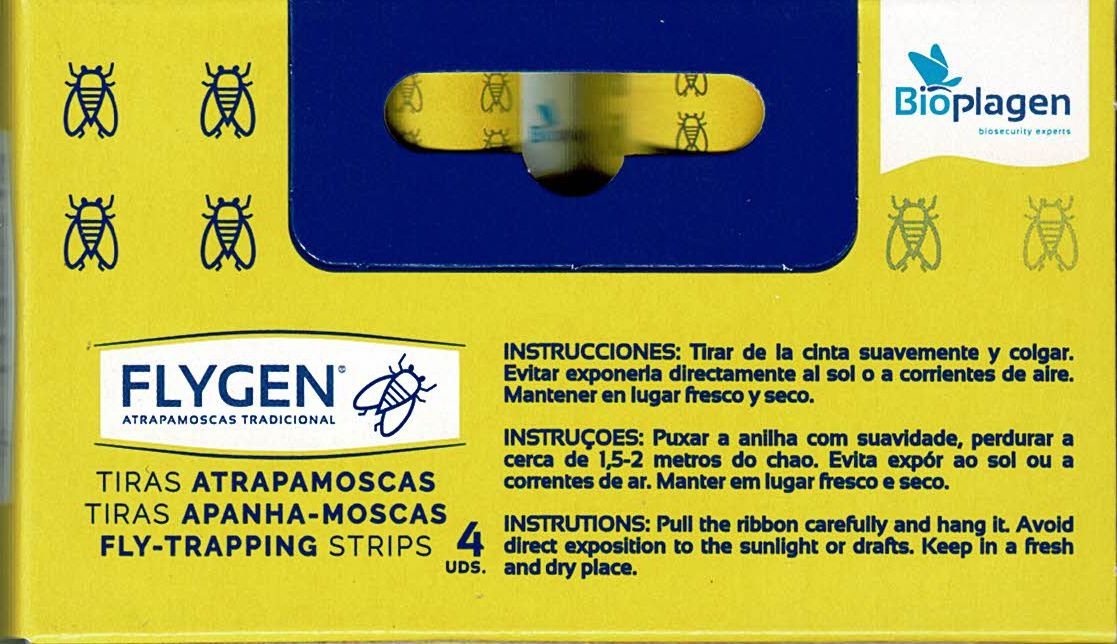 Bioplagen
biosecurity experts
FLYGEN®
ATRAPAMOSCAS TRADICIONAL
TIRAS ATRAPAMOSCAS
TIRAS APANHA-MOSCAS
FLY-TRAPPING STRIPS
4
UDS.
INSTRUCCIONES: Tirar de la cinta suavemente y colgar.
Evitar exponerla directamente al sol o a corrientes de aire.
Mantener en lugar fresco y seco.
INSTRUÇOES: Puxar a anilha com suavidade, perdurar a
cerca de 1,5-2 metros do chao. Evita expór ao sol ou a
correntes de ar. Manter em lugar fresco e seco.
INSTRUTIONS: Pull the ribbon carefully and hang it. Avoid
direct exposition to the sunlight or drafts. Keep in a fresh
and dry place.